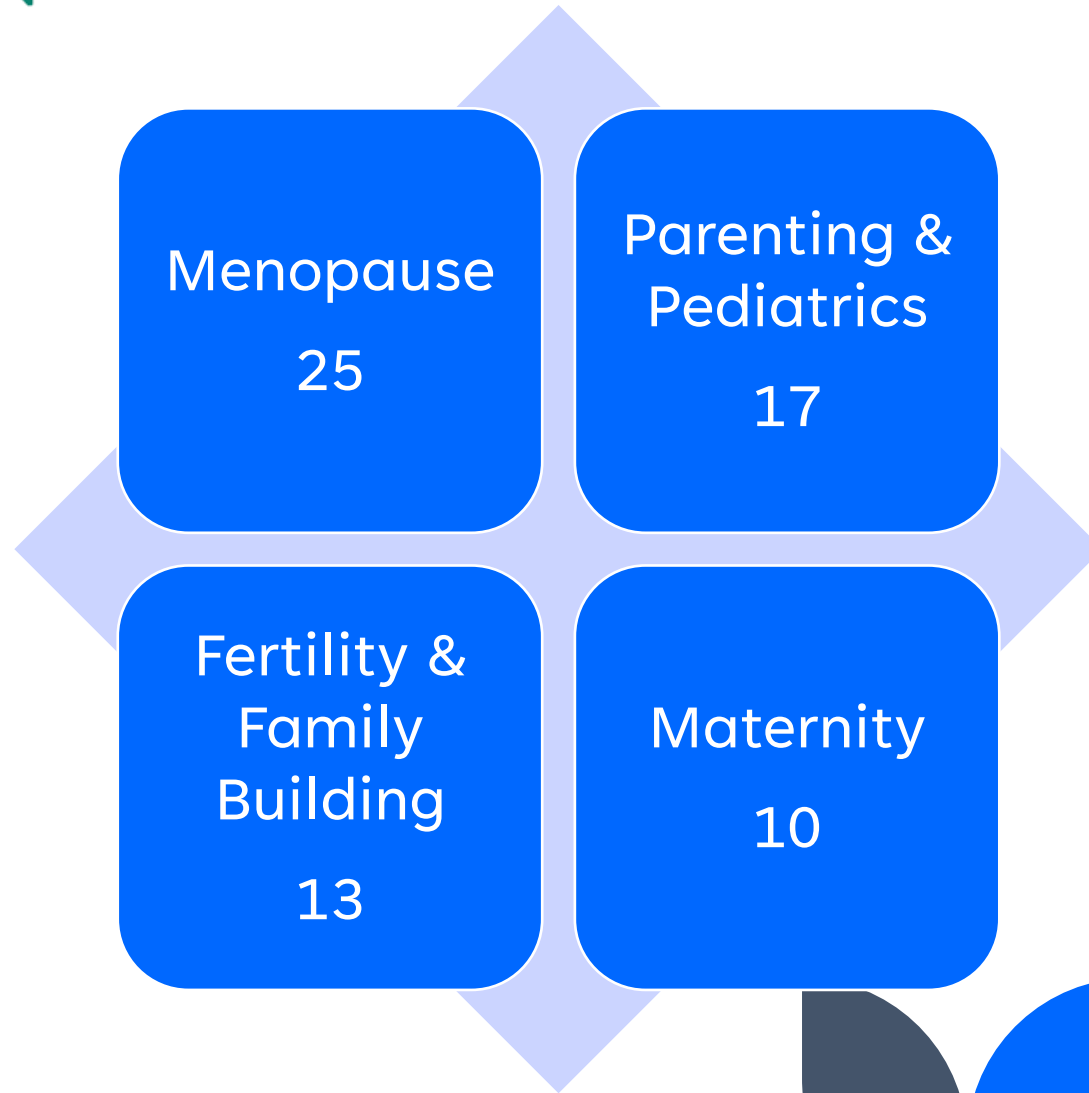 Menopause
25
Parenting &
Pediatrics
17
Fertility &
Family
Building
13
Maternity
10